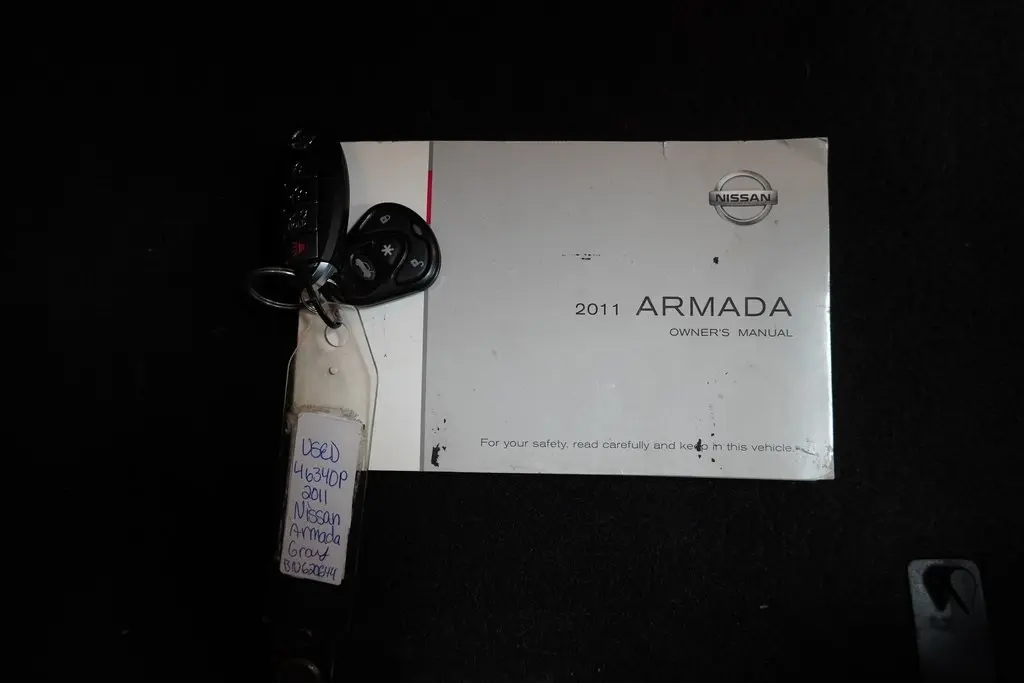 NISSAN
2011 ARMADA
OWNER'S MANUAL
For your safety, read carefully and keep in this vehicle.
USED
46340P
2011
Nissan
Armada
Gray